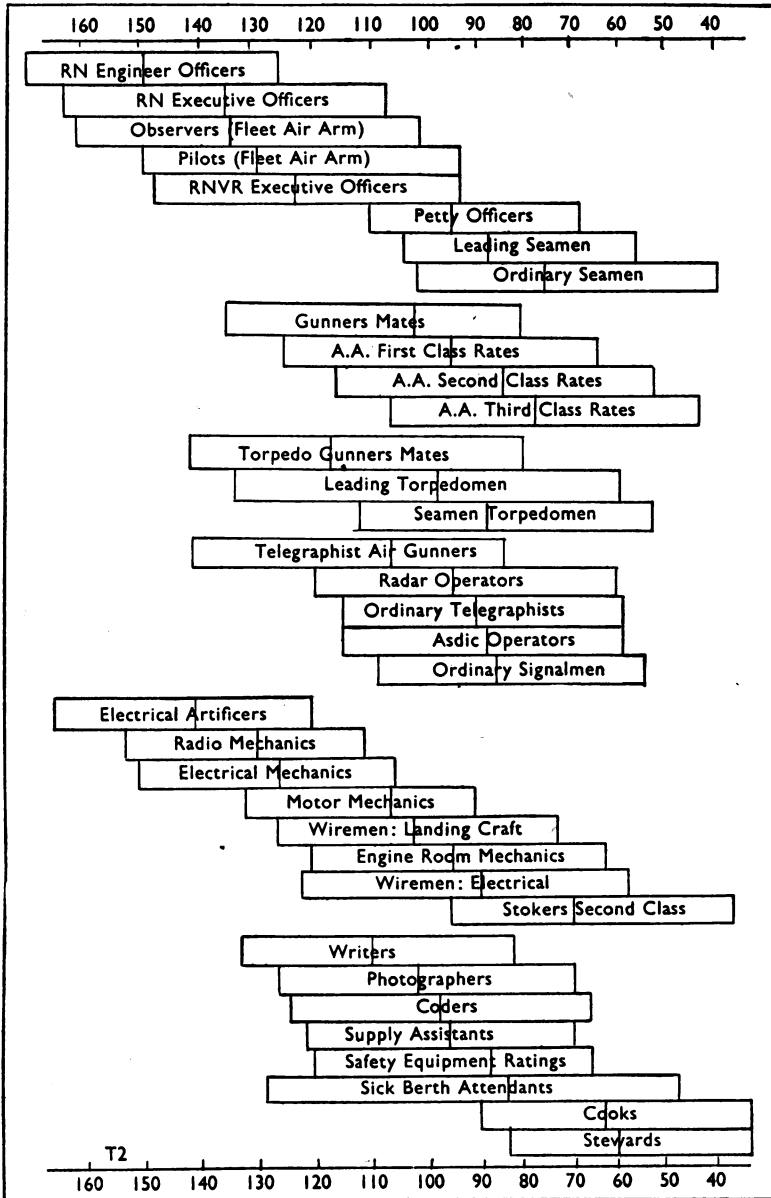 160 150 140 130 120 110 100 90 80 70 60 50 40
RN Engineer Officers
RN Executive Officers
Observers (Fleet Air Arm)
Pilots (Fleet Air Arm)
RNVR Executive Officers
Petty Officers
Leading Seamen
Ordinary Seamen
Gunners Mates
A.A. First Class Rates
A.A. Second Class Rates
A.A. Third Class Rates
Torpedo Gunners Mates
Leading Torpedomen
Seamen Torpedomen
Telegraphist Air Gunners
Radar Operators
Ordinary Telegraphists
Asdic Operators
Ordinary Signalmen
Electrical Artificers
Radio Mechanics
Electrical Mechanics
Motor Mechanics
Wiremen: Landing Craft
Engine Room Mechanics
Wiremen: Electrical
Stokers Second Class
Writers
Photographers
Coders
Supply Assistants
Safety Equipment Ratings
Sick Berth Attendants
Cooks
Stewards
T2
160 150 140 130 120 110 100 90 80 70 60 50 40